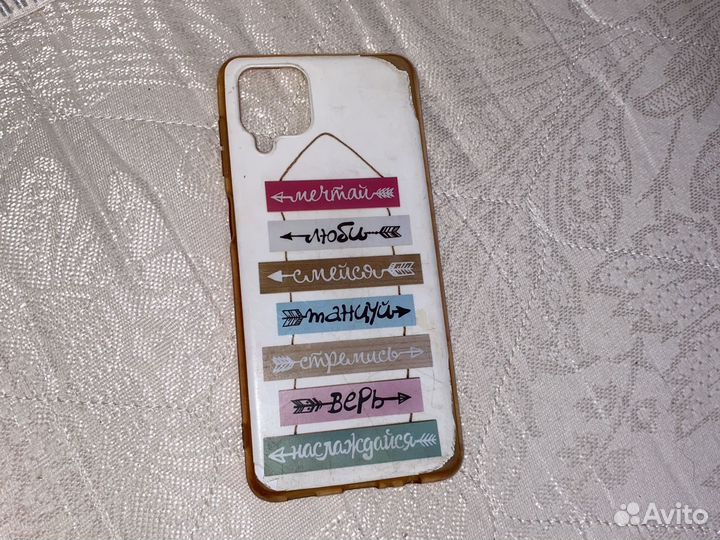 мечтай
люби
смейся
танцуй
стремись
верь
наслаждайся
Avito